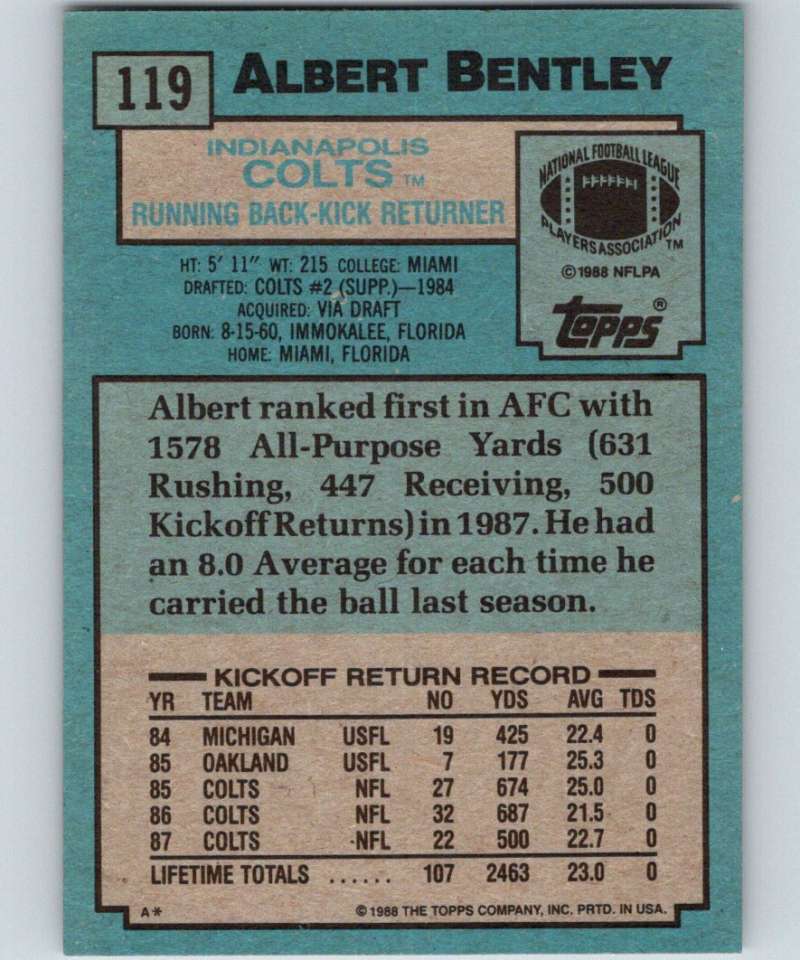 119
ALBERT BENTLEY
INDIANAPOLIS
COLTS TM
RUNNING BACK-KICK RETURNER
NATIONAL FOOTBALL LEAGUE
PLAYERS ASSOCIATION TM
© 1988 NFLPA
Topps®
HT: 5' 11" WT: 215 COLLEGE: MIAMI
DRAFTED: COLTS #2 (SUPP.)—1984
ACQUIRED: VIA DRAFT
BORN: 8-15-60, IMMOKALEE, FLORIDA
HOME: MIAMI, FLORIDA
Albert ranked first in AFC with
1578 All-Purpose Yards (631
Rushing, 447 Receiving, 500
Kickoff Returns) in 1987. He had
an 8.0 Average for each time he
carried the ball last season.
KICKOFF RETURN RECORD
YR TEAM NO YDS AVG TDS
84 MICHIGAN USFL 19 425 22.4 0
85 OAKLAND USFL 7 177 25.3 0
85 COLTS NFL 27 674 25.0 0
86 COLTS NFL 32 687 21.5 0
87 COLTS NFL 22 500 22.7 0
LIFETIME TOTALS ...... 107 2463 23.0 0
A*
© 1988 THE TOPPS COMPANY, INC. PRTD. IN USA.